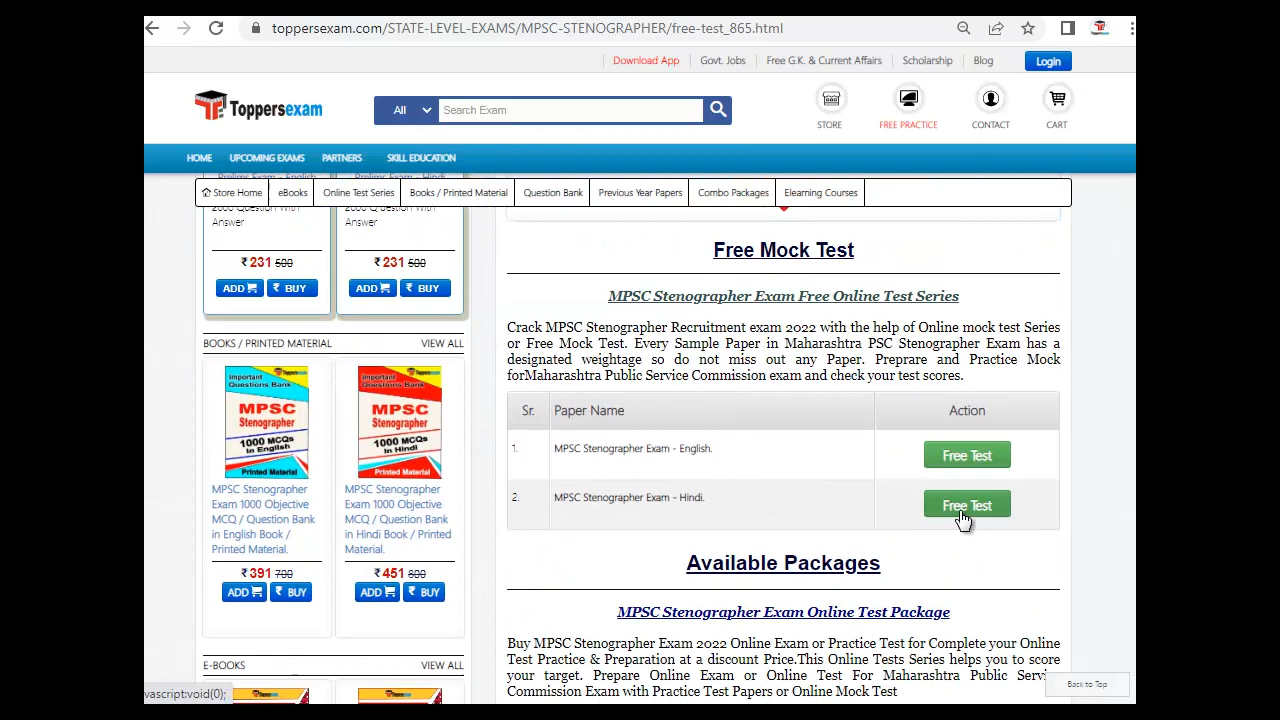 toppersexam.com/STATE-LEVEL-EXAMS/MPSC-STENOGRAPHER/free-test_865.html
Download App
Govt. Jobs
Free G.K. & Current Affairs
Scholarship
Blog
Login
Toppersexam
All
Search Exam
STORE
FREE PRACTICE
CONTACT
CART
HOME
UPCOMING EXAMS
PARTNERS
SKILL EDUCATION
Store Home
eBooks
Online Test Series
Books / Printed Material
Question Bank
Previous Year Papers
Combo Packages
Elearning Courses
Prelims Exam - English
2000 Question With
Answer
₹ 231 500
ADD
₹ BUY
Prelims Exam - Hindi
2000 Question With
Answer
₹ 231 500
ADD
₹ BUY
BOOKS / PRINTED MATERIAL
VIEW ALL
Important
Questions Bank
MPSC
Stenographer
1000 MCQs
in English
Printed Material
MPSC Stenographer
Exam 1000 Objective
MCQ / Question Bank
in English Book /
Printed Material.
₹ 391 700
ADD
₹ BUY
Important
Questions Bank
MPSC
Stenographer
1000 MCQs
in Hindi
Printed Material
MPSC Stenographer
Exam 1000 Objective
MCQ / Question Bank
in Hindi Book / Printed
Material.
₹ 451 800
ADD
₹ BUY
E-BOOKS
VIEW ALL
Free Mock Test
MPSC Stenographer Exam Free Online Test Series
Crack MPSC Stenographer Recruitment exam 2022 with the help of Online mock test Series
or Free Mock Test. Every Sample Paper in Maharashtra PSC Stenographer Exam has a
designated weightage so do not miss out any Paper. Preprare and Practice Mock
forMaharashtra Public Service Commission exam and check your test scores.
Sr. Paper Name Action
1. MPSC Stenographer Exam - English. Free Test
2. MPSC Stenographer Exam - Hindi. Free Test
Available Packages
MPSC Stenographer Exam Online Test Package
Buy MPSC Stenographer Exam 2022 Online Exam or Practice Test for Complete your Online
Test Practice & Preparation at a discount Price.This Online Tests Series helps you to score
your target. Prepare Online Exam or Online Test For Maharashtra Public Servi
Commission Exam with Practice Test Papers or Online Mock Test
Back to Top
vascript:void(0);